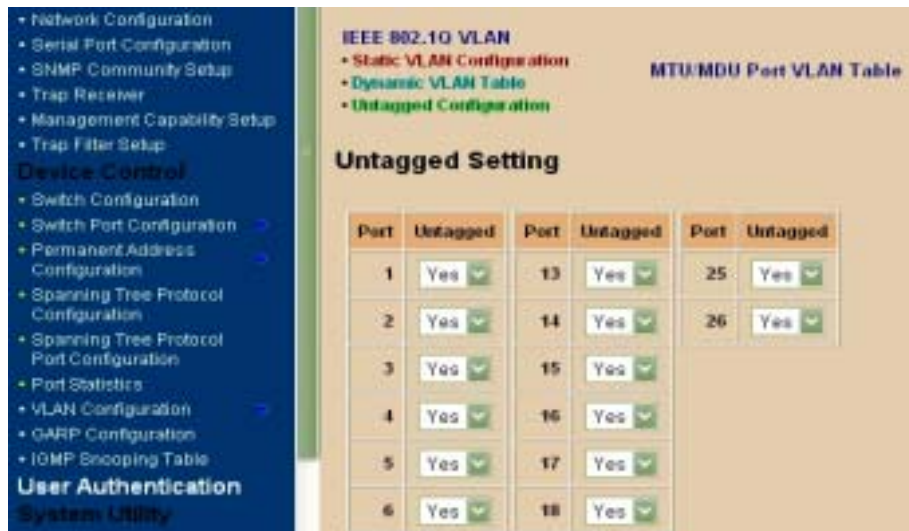 • Network Configuration
• Serial Port Configuration
• SNMP Community Setup
• Trap Receiver
• Management Capability Setup
• Trap Filter Setup
Device Control
• Switch Configuration
• Switch Port Configuration
• Permanent Address
Configuration
• Spanning Tree Protocol
Configuration
• Spanning Tree Protocol
Port Configuration
• Port Statistics
• VLAN Configuration
• GARP Configuration
• IGMP Snooping Table
User Authentication
System Utility
IEEE 802.1Q VLAN
• Static VLAN Configuration
• Dynamic VLAN Table
• Untagged Configuration
MTU/MDU Port VLAN Table
Untagged Setting
Port Untagged Port Untagged Port Untagged
1 Yes 13 Yes 25 Yes
2 Yes 14 Yes 26 Yes
3 Yes 15 Yes
4 Yes 16 Yes
5 Yes 17 Yes
6 Yes 18 Yes